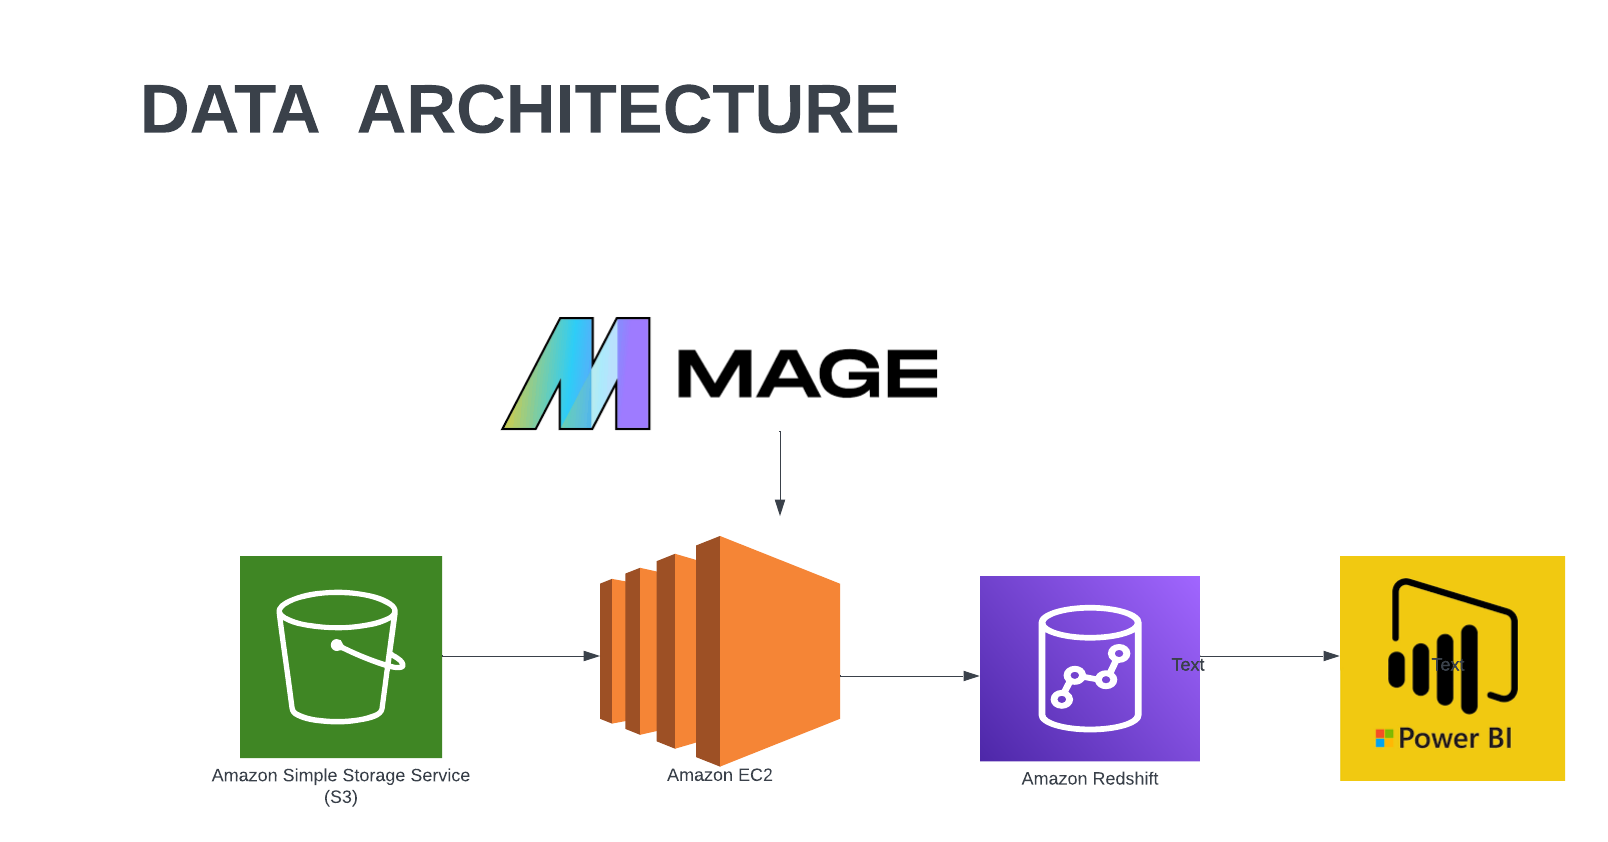 DATA ARCHITECTURE
MAGE
Text
Text
Power BI
Amazon Simple Storage Service
(S3)
Amazon EC2
Amazon Redshift